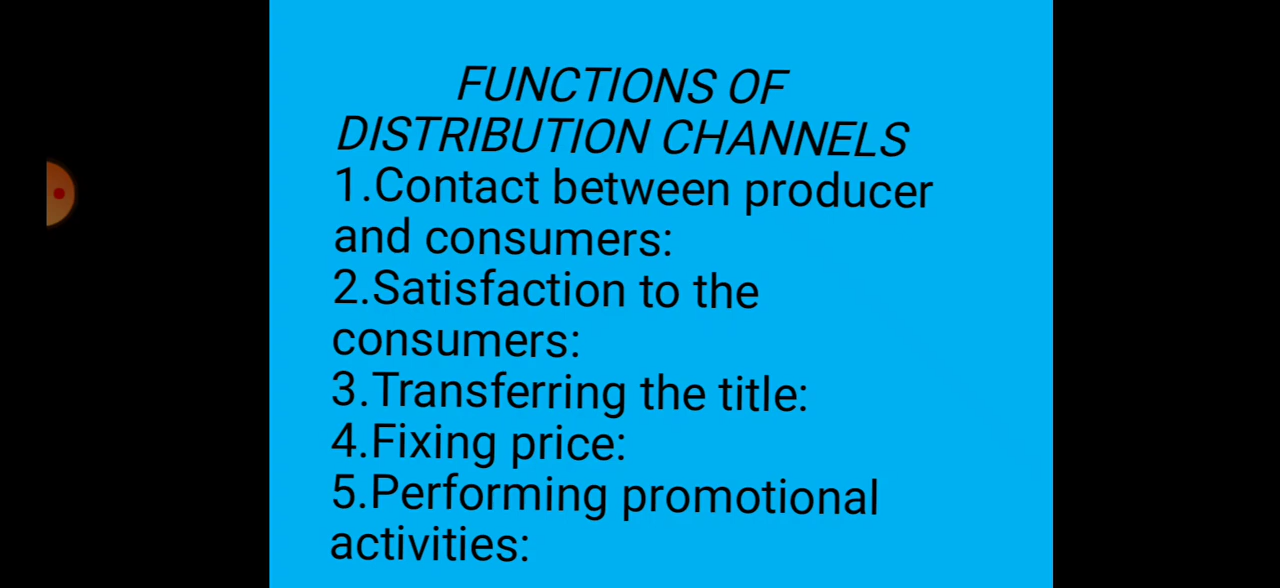 FUNCTIONS OF
DISTRIBUTION CHANNELS
1.Contact between producer
and consumers:
2.Satisfaction to the
consumers:
3.Transferring the title:
4.Fixing price:
5.Performing promotional
activities: